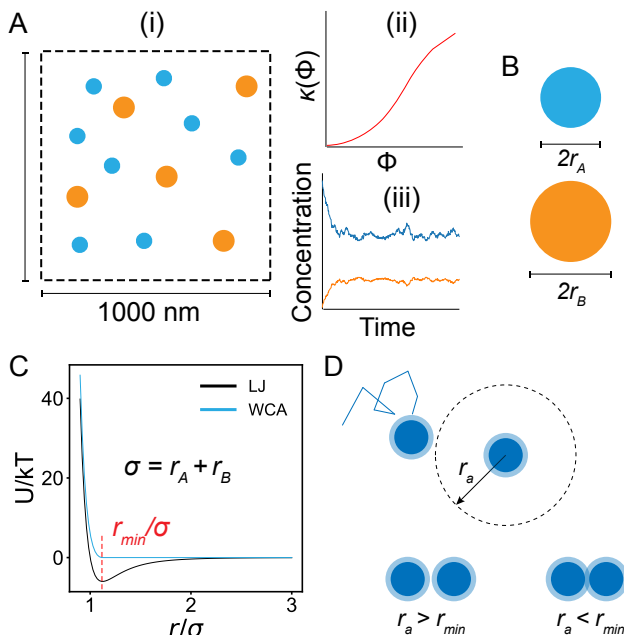 A
(i)
1000 nm
(ii)
κ(Φ)
Φ
(iii)
Concentration
Time
B
2r_A
2r_B
C
U/kT
40
20
0
LJ
WCA
σ = r_A + r_B
r_min/σ
1
2
3
r/σ
D
r_a
r_a > r_min
r_a < r_min